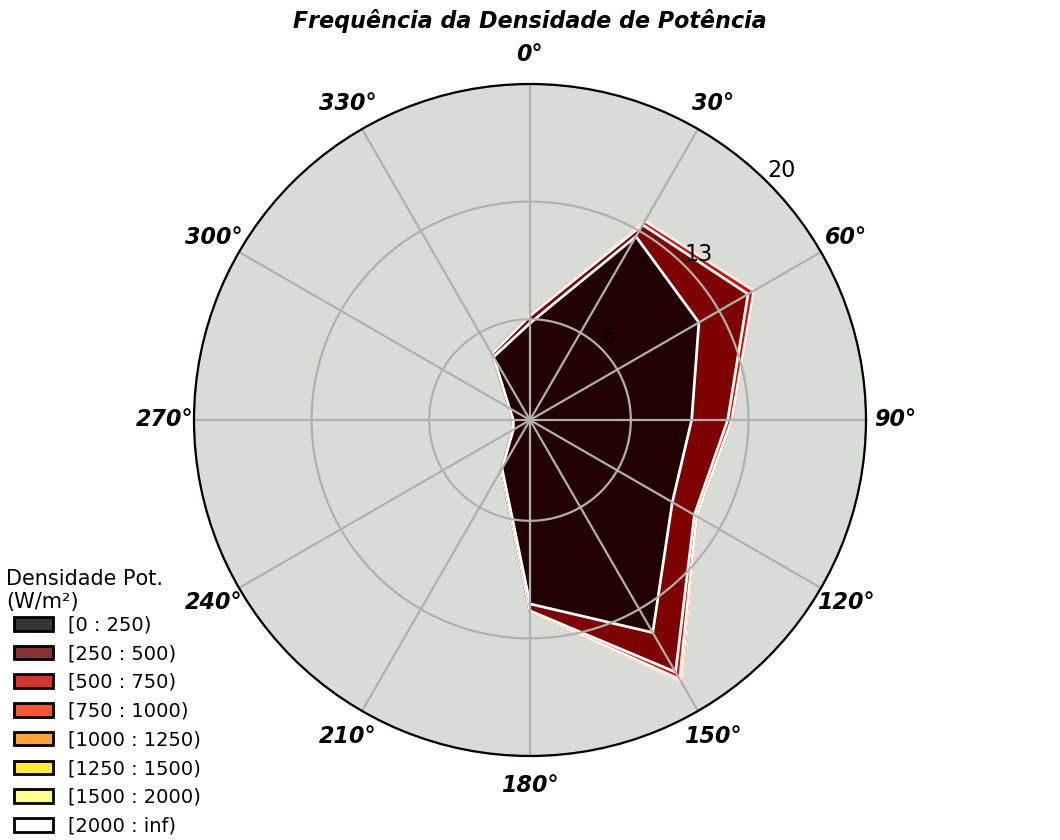 Frequência da Densidade de Potência
0°
330°
30°
20
300°
60°
13
6
270°
90°
240°
120°
210°
150°
180°
Densidade Pot.
(W/m²)
[0 : 250)
[250 : 500)
[500 : 750)
[750 : 1000)
[1000 : 1250)
[1250 : 1500)
[1500 : 2000)
[2000 : inf)